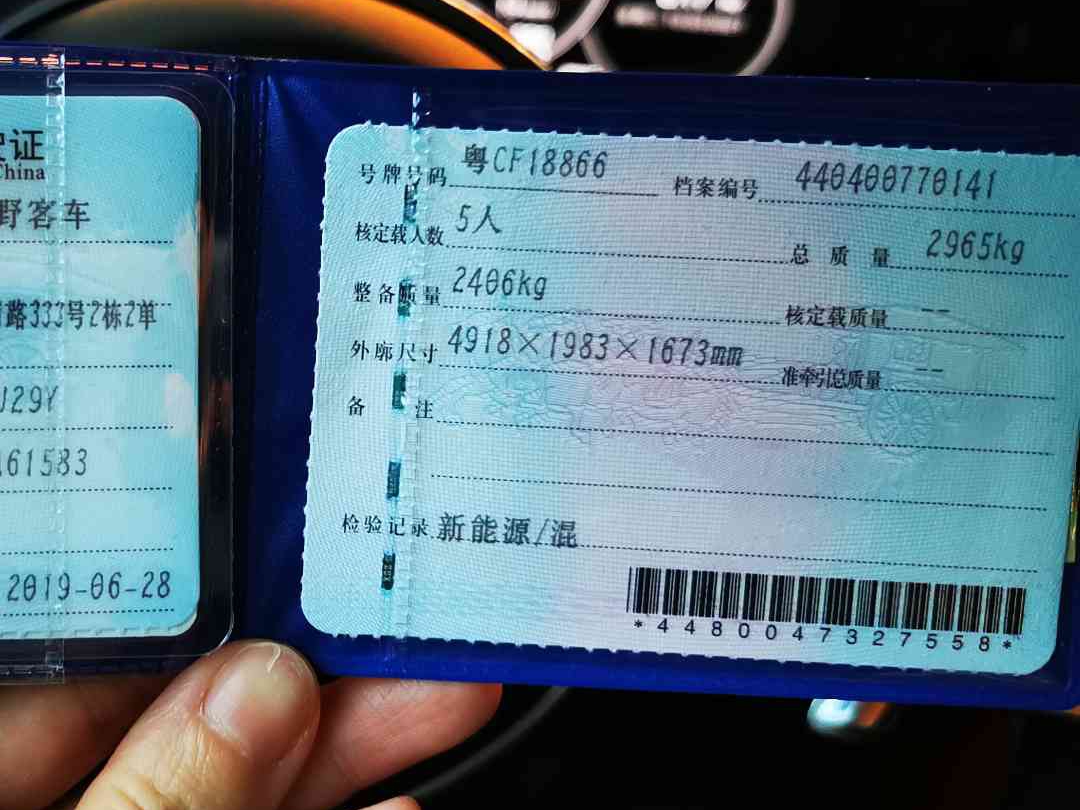 证
China
野客车
路333号2栋2单
J29Y
61583
2019-06-28
号牌号码 粤CF18866 档案编号 440400770141
核定载人数 5人 总质量 2965kg
整备质量 2406kg 核定载质量 --
外廓尺寸 4918×1983×1673mm 准牵引总质量 --
备注
检验记录 新能源/混
*4480047327558*